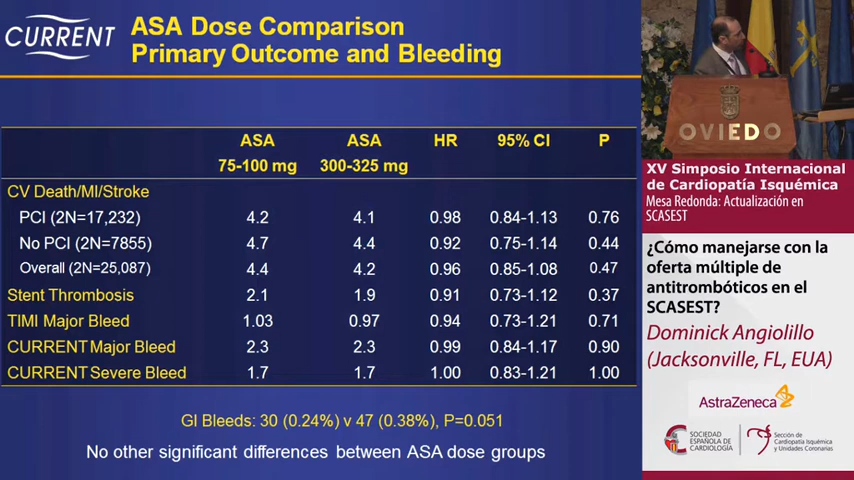 CURRENT
ASA Dose Comparison
Primary Outcome and Bleeding
ASA 75-100 mg ASA 300-325 mg HR 95% CI P
CV Death/MI/Stroke
PCI (2N=17,232) 4.2 4.1 0.98 0.84-1.13 0.76
No PCI (2N=7855) 4.7 4.4 0.92 0.75-1.14 0.44
Overall (2N=25,087) 4.4 4.2 0.96 0.85-1.08 0.47
Stent Thrombosis 2.1 1.9 0.91 0.73-1.12 0.37
TIMI Major Bleed 1.03 0.97 0.94 0.73-1.21 0.71
CURRENT Major Bleed 2.3 2.3 0.99 0.84-1.17 0.90
CURRENT Severe Bleed 1.7 1.7 1.00 0.83-1.21 1.00
GI Bleeds: 30 (0.24%) v 47 (0.38%), P=0.051
No other significant differences between ASA dose groups
OVIEDO
XV Simposio Internacional
de Cardiopatía Isquémica
Mesa Redonda: Actualización en
SCASEST
¿Cómo manejarse con la
oferta múltiple de
antitrombóticos en el
SCASEST?
Dominick Angiolillo
(Jacksonville, FL, EUA)
AstraZeneca
SOCIEDAD
ESPAÑOLA DE
CARDIOLOGÍA
Sección de
Cardiopatía Isquémica
y Unidades Coronarias